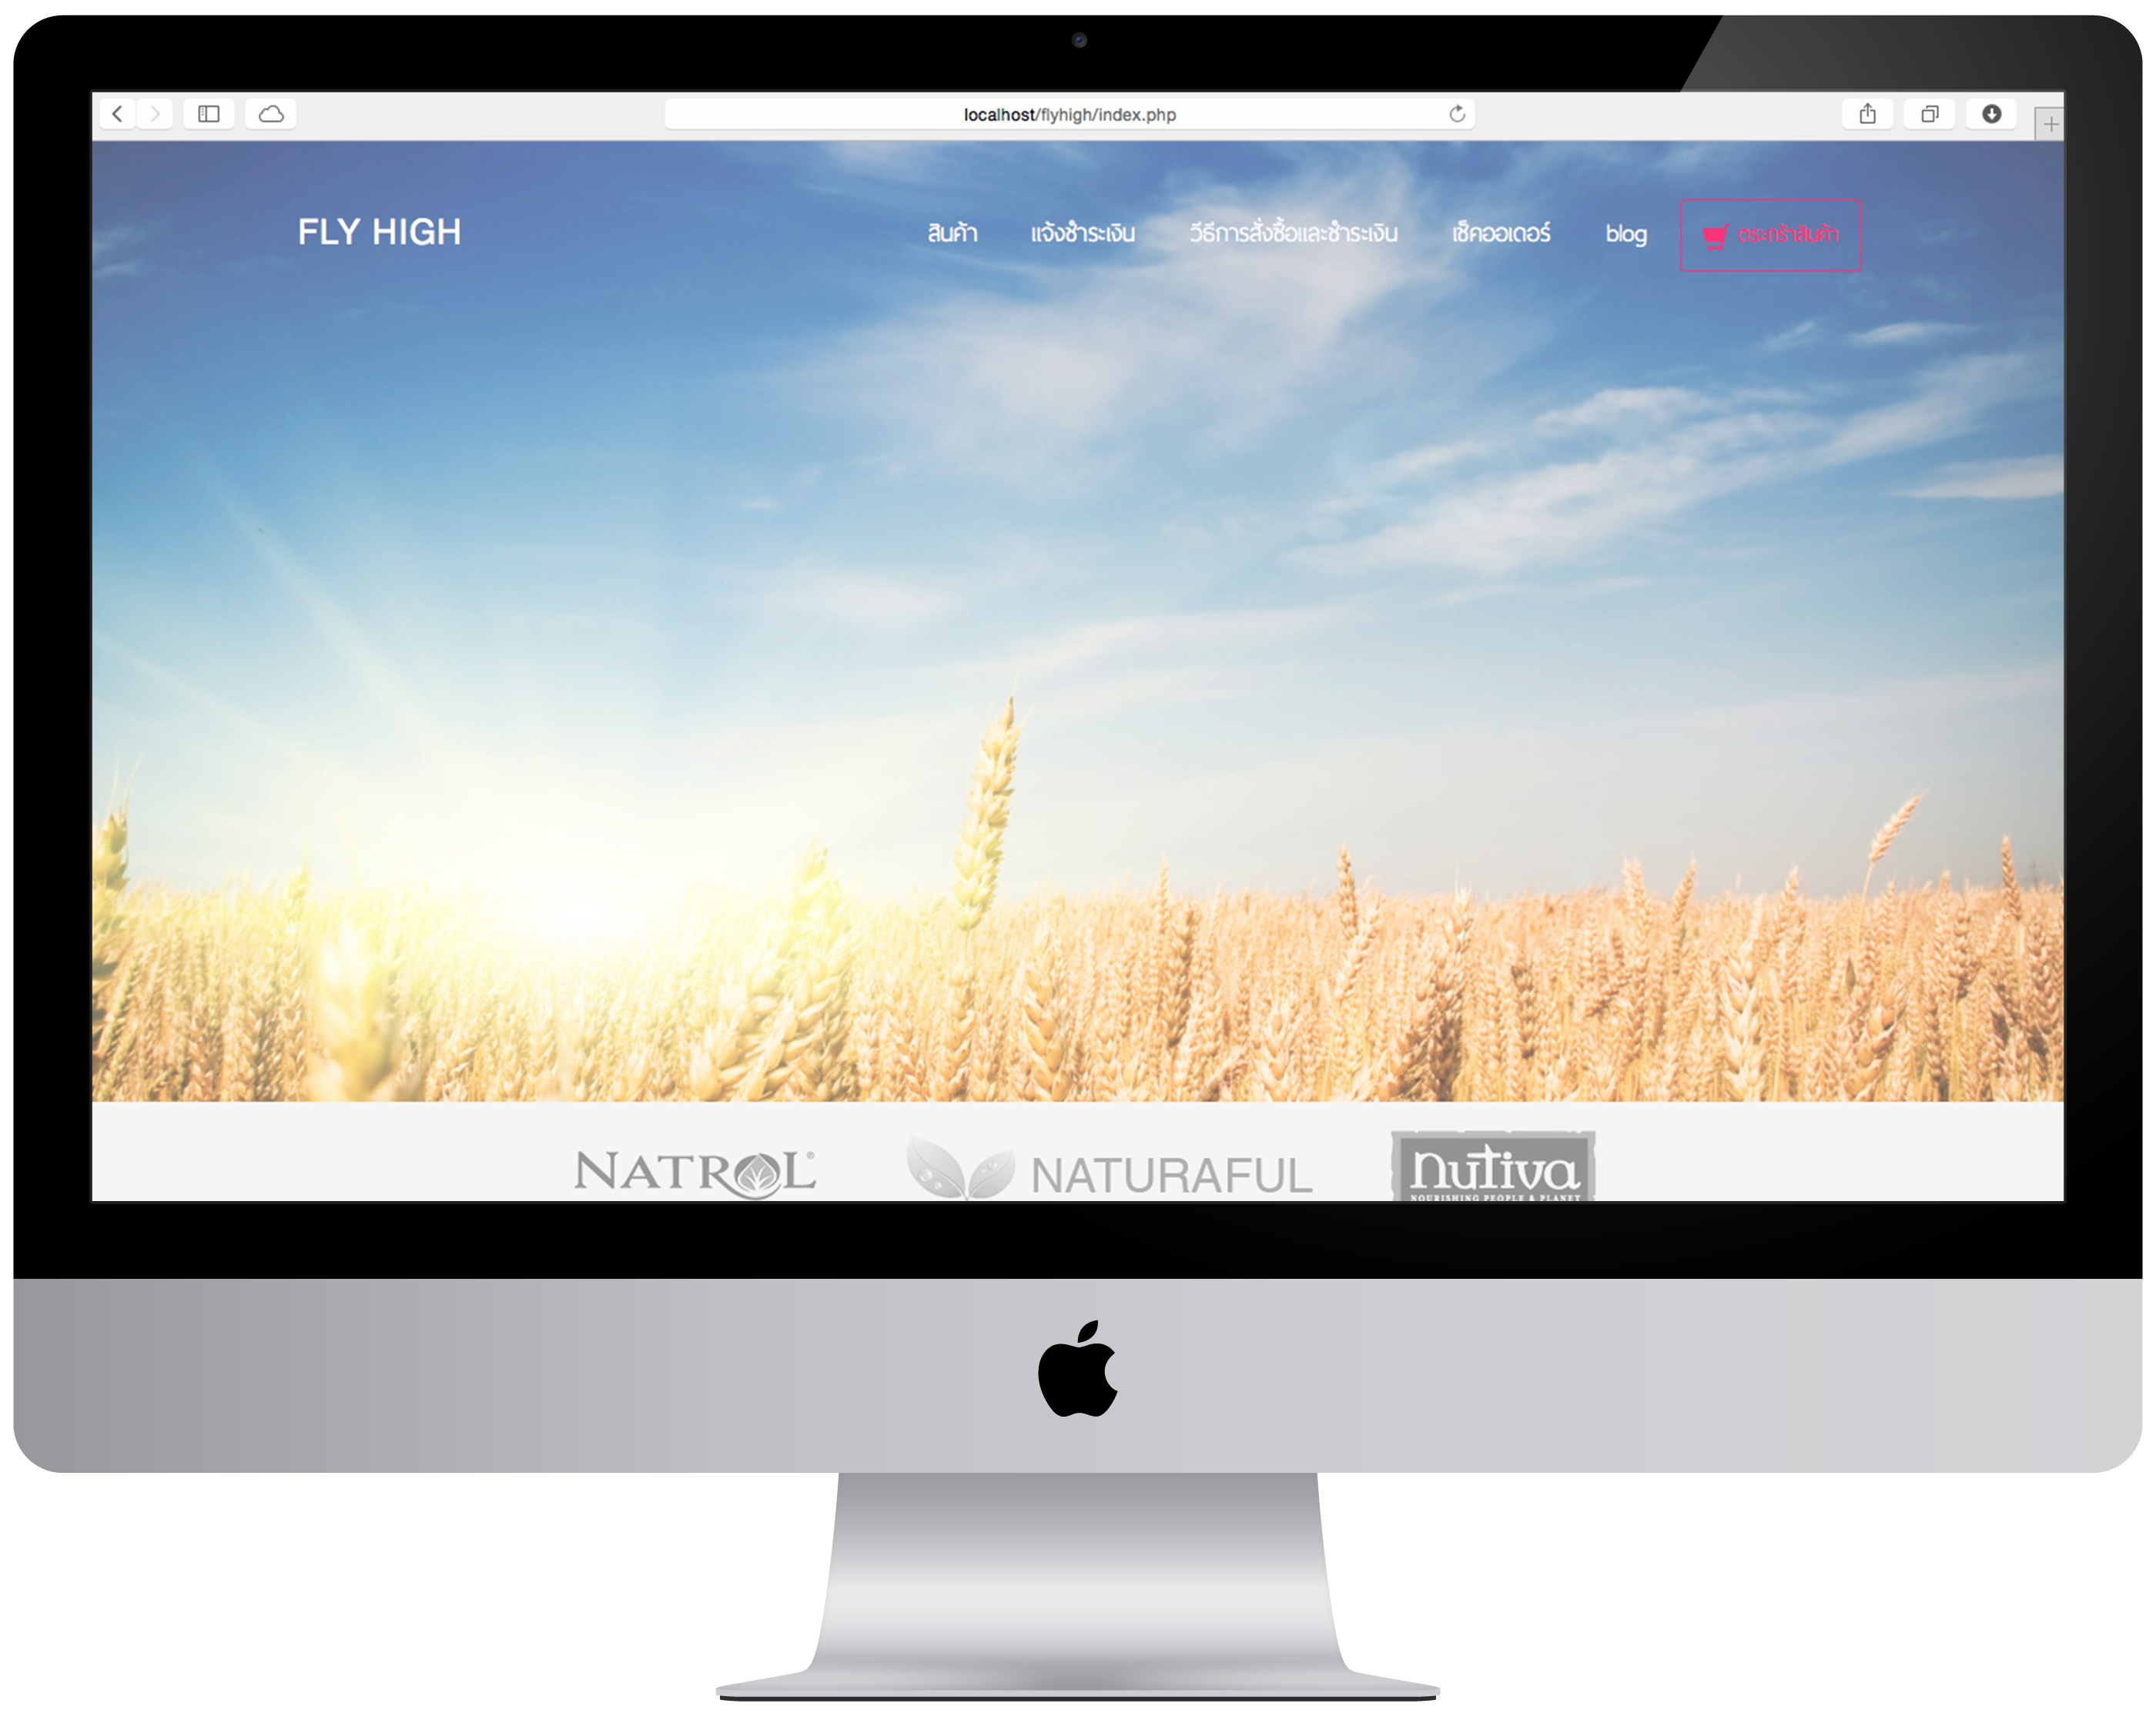 localhost/flyhigh/index.php
FLY HIGH สินค้า แจ้งชำระเงิน วิธีการสั่งซื้อและชำระเงิน เช็คออเดอร์ blog ตระกร้าสินค้า
NATROL® NATURAFUL nutiva
NOURISHING PEOPLE & PLANET